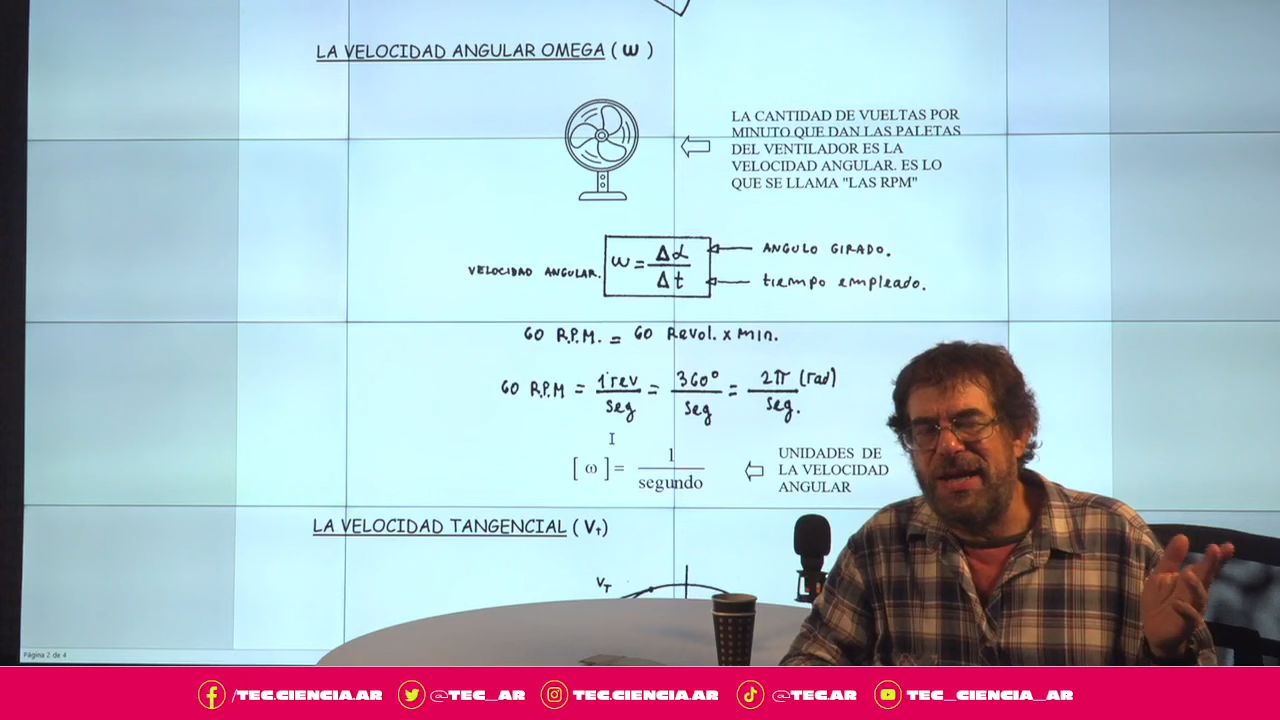 LA VELOCIDAD ANGULAR OMEGA ( ω )
LA CANTIDAD DE VUELTAS POR
MINUTO QUE DAN LAS PALETAS
DEL VENTILADOR ES LA
VELOCIDAD ANGULAR. ES LO
QUE SE LLAMA "LAS RPM"
VELOCIDAD ANGULAR. ω = Δα / Δt
ANGULO GIRADO.
tiempo empleado.
60 R.P.M. = 60 Revol. x min.
60 R.P.M = 1 rev / seg = 360° / seg = 2π (rad) / seg.
[ ω ] = 1 / segundo
UNIDADES DE
LA VELOCIDAD
ANGULAR
LA VELOCIDAD TANGENCIAL ( VT)
VT
Página 2 de 4
/TEC.CIENCIA.AR @TEC_AR TEC.CIENCIA.AR @TEC.AR TEC_CIENCIA_AR